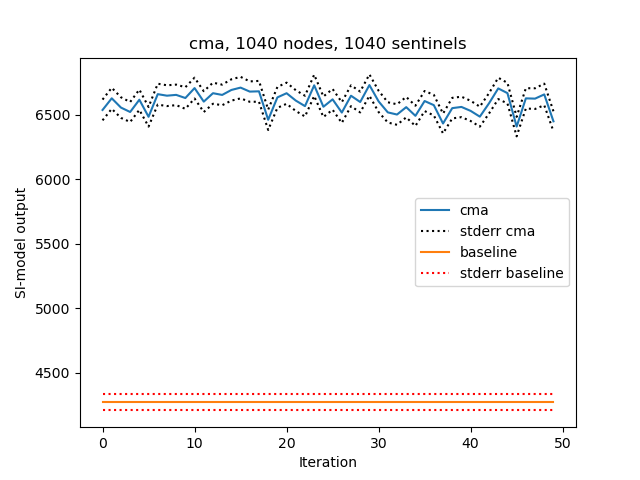 cma, 1040 nodes, 1040 sentinels
6500
6000
5500
5000
4500
SI-model output
cma
stderr cma
baseline
stderr baseline
0 10 20 30 40 50
Iteration